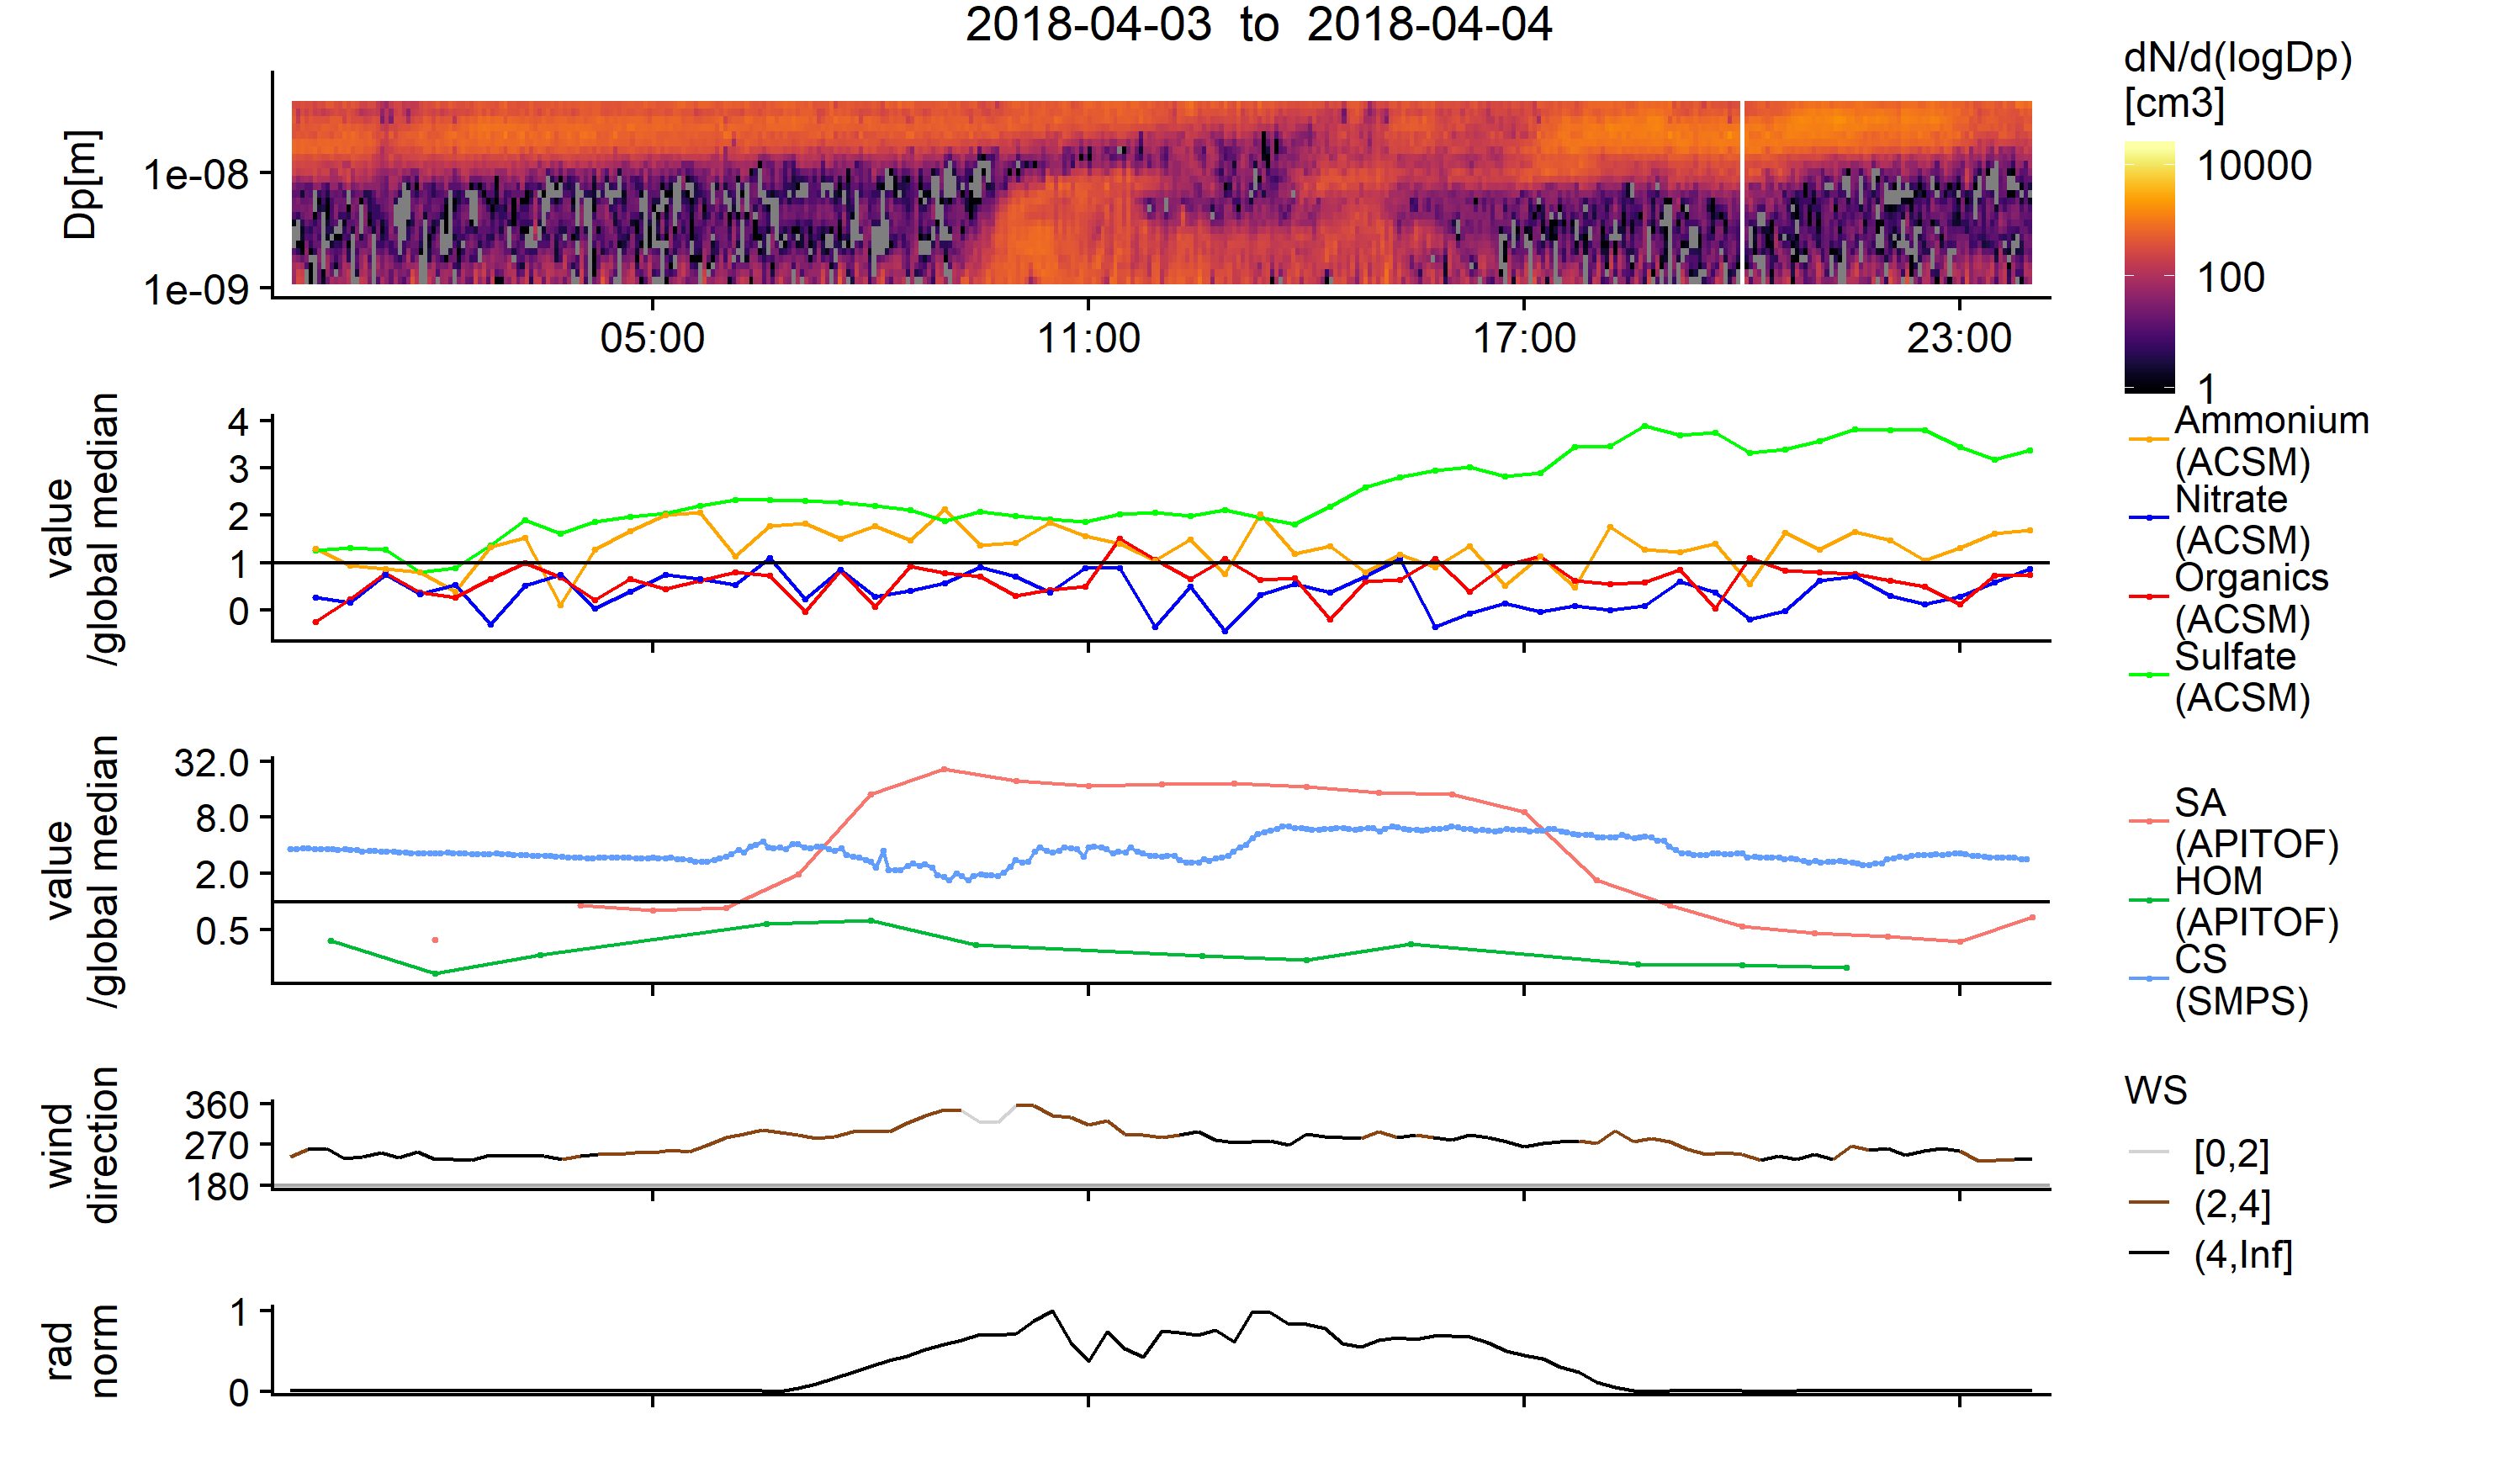 2018-04-03 to 2018-04-04
dN/d(logDp)
[cm3]
10000
100
1
Dp[m]
1e-08
1e-09
05:00
11:00
17:00
23:00
value
/global median
4
3
2
1
0
Ammonium
(ACSM)
Nitrate
(ACSM)
Organics
(ACSM)
Sulfate
(ACSM)
value
/global median
32.0
8.0
2.0
0.5
SA
(APITOF)
HOM
(APITOF)
CS
(SMPS)
wind
direction
360
270
180
WS
[0,2]
(2,4]
(4,Inf]
rad
norm
1
0